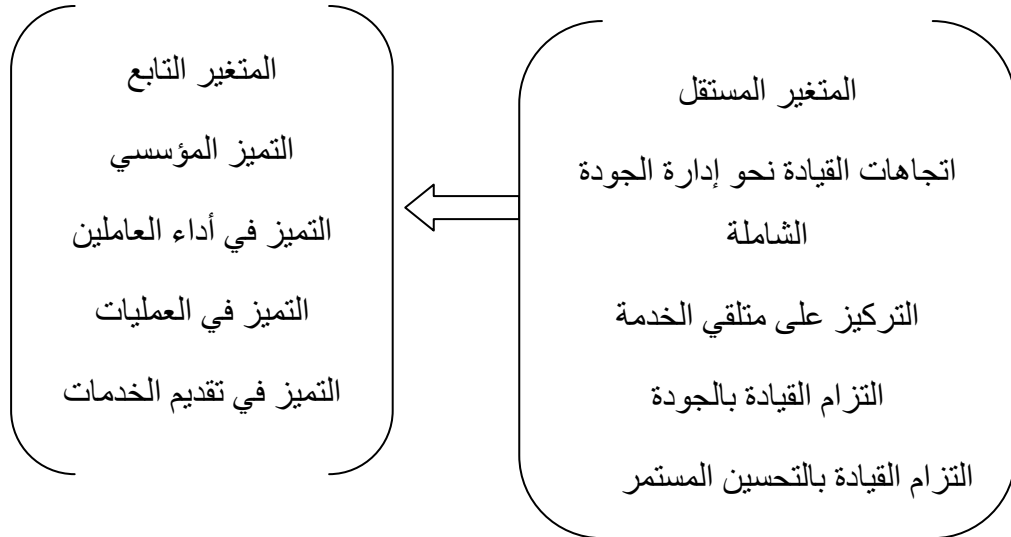 المتغير المستقل
اتجاهات القيادة نحو إدارة الجودة
الشاملة
التركيز على متلقي الخدمة
التزام القيادة بالجودة
التزام القيادة بالتحسين المستمر
المتغير التابع
التميز المؤسسي
التميز في أداء العاملين
التميز في العمليات
التميز في تقديم الخدمات